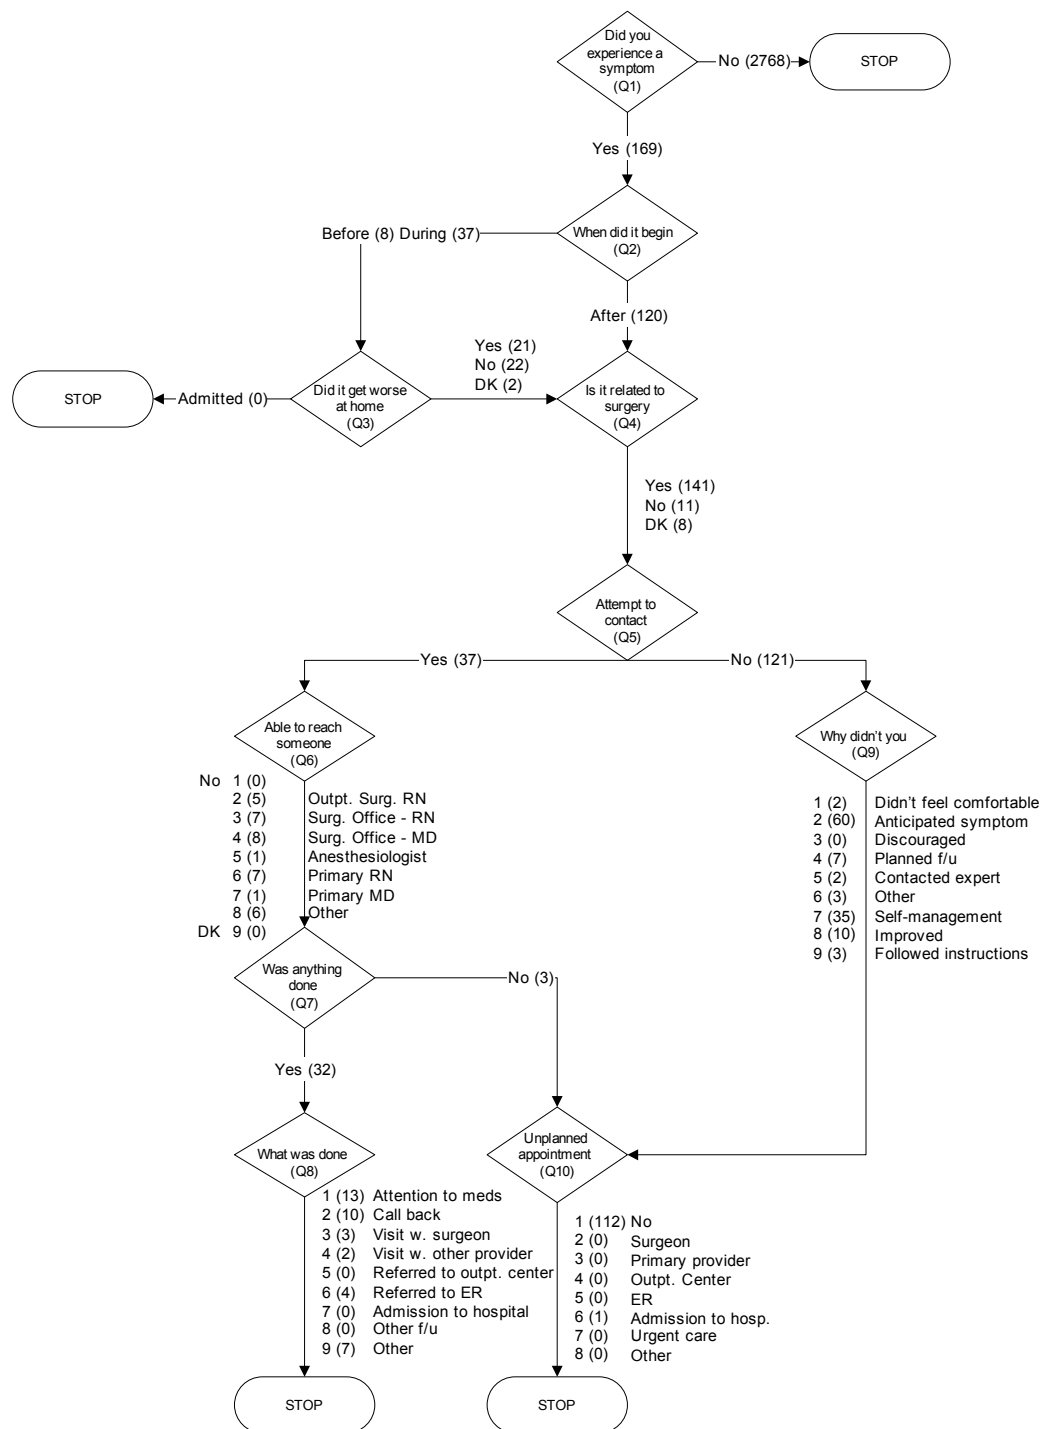 Did you
experience a
symptom
(Q1)
No (2768)
STOP
Yes (169)
When did it begin
(Q2)
Before (8) During (37)
After (120)
Did it get worse
at home
(Q3)
Admitted (0)
STOP
Yes (21)
No (22)
DK (2)
Is it related to
surgery
(Q4)
Yes (141)
No (11)
DK (8)
Attempt to
contact
(Q5)
Yes (37)
No (121)
Able to reach
someone
(Q6)
No 1 (0)
2 (5) Outpt. Surg. RN
3 (7) Surg. Office - RN
4 (8) Surg. Office - MD
5 (1) Anesthesiologist
6 (7) Primary RN
7 (1) Primary MD
8 (6) Other
DK 9 (0)
Why didn't you
(Q9)
1 (2) Didn't feel comfortable
2 (60) Anticipated symptom
3 (0) Discouraged
4 (7) Planned f/u
5 (2) Contacted expert
6 (3) Other
7 (35) Self-management
8 (10) Improved
9 (3) Followed instructions
Was anything
done
(Q7)
No (3)
Yes (32)
What was done
(Q8)
1 (13) Attention to meds
2 (10) Call back
3 (3) Visit w. surgeon
4 (2) Visit w. other provider
5 (0) Referred to outpt. center
6 (4) Referred to ER
7 (0) Admission to hospital
8 (0) Other f/u
9 (7) Other
STOP
Unplanned
appointment
(Q10)
1 (112) No
2 (0) Surgeon
3 (0) Primary provider
4 (0) Outpt. Center
5 (0) ER
6 (1) Admission to hosp.
7 (0) Urgent care
8 (0) Other
STOP